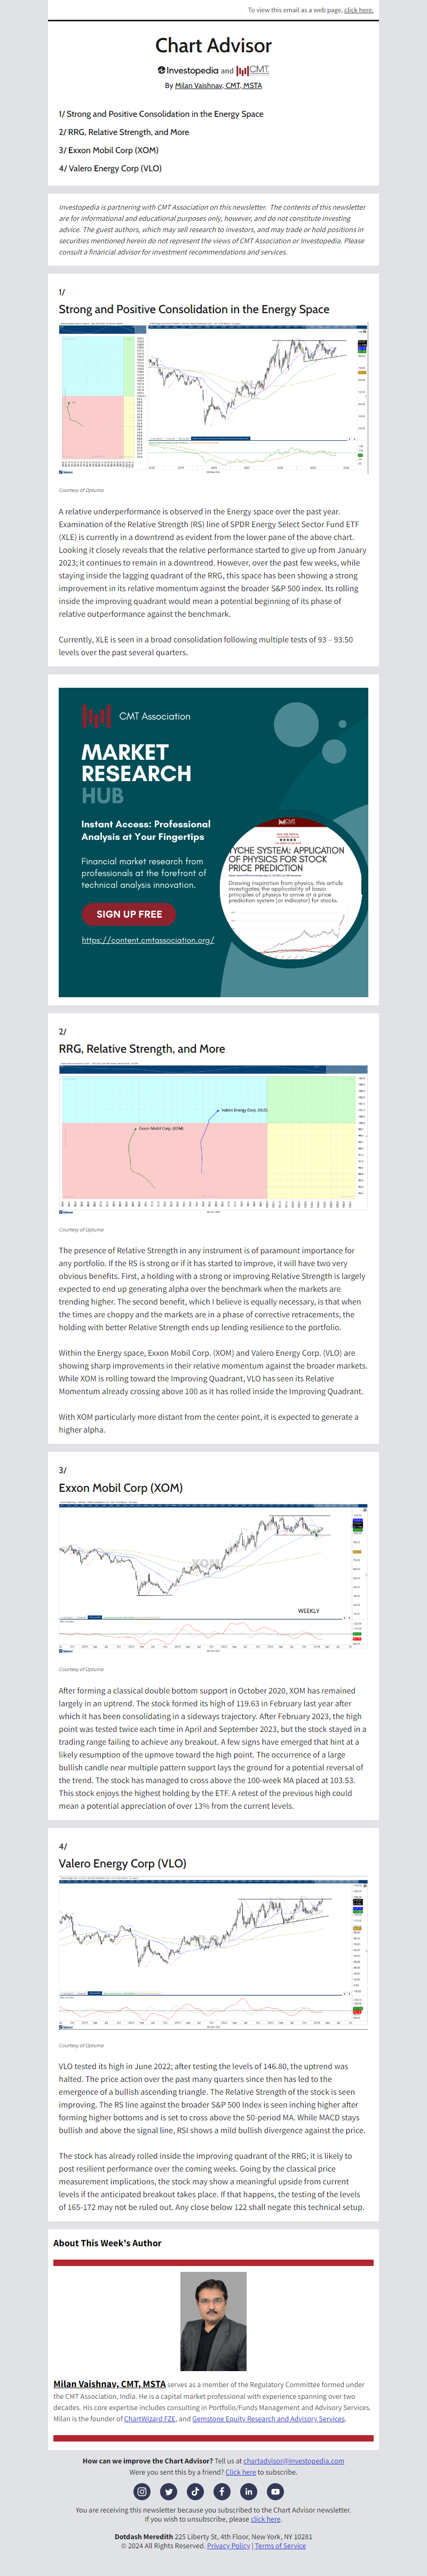 To view this email as a web page, click here.
Chart Advisor
Investopedia and CMT
By Milan Vaishnav, CMT, MSTA
1/ Strong and Positive Consolidation in the Energy Space
2/ RRG, Relative Strength, and More
3/ Exxon Mobil Corp (XOM)
4/ Valero Energy Corp (VLO)
Investopedia is partnering with CMT Association on this newsletter. The contents of this newsletter
are for informational and educational purposes only, however, and do not constitute investing
advice. The guest authors, which may sell research to investors, and may trade or hold positions in
securities mentioned herein do not represent the views of CMT Association or Investopedia. Please
consult a financial advisor for investment recommendations and services.
1/
Strong and Positive Consolidation in the Energy Space
Courtesy of Optuma
A relative underperformance is observed in the Energy space over the past year.
Examination of the Relative Strength (RS) line of SPDR Energy Select Sector Fund ETF
(XLE) is currently in a downtrend as evident from the lower pane of the above chart.
Looking it closely reveals that the relative performance started to give up from January
2023; it continues to remain in a downtrend. However, over the past few weeks, while
staying inside the lagging quadrant of the RRG, this space has been showing a strong
improvement in its relative momentum against the broader S&P 500 index. Its rolling
inside the improving quadrant would mean a potential beginning of its phase of
relative outperformance against the benchmark.
Currently, XLE is seen in a broad consolidation following multiple tests of 93 – 93.50
levels over the past several quarters.
CMT Association
MARKET
RESEARCH
HUB
Instant Access: Professional
Analysis at Your Fingertips
Financial market research from
professionals at the forefront of
technical analysis innovation.
SIGN UP FREE
https://content.cmtassociation.org/
TYCHE SYSTEM: APPLICATION
OF PHYSICS FOR STOCK
PRICE PREDICTION
Drawing inspiration from physics, this article
investigates the applicability of basic
principles of physics to arrive at a price
prediction system (or indicator) for stocks.
2/
RRG, Relative Strength, and More
Valero Energy Corp. (VLO)
Exxon Mobil Corp. (XOM)
Courtesy of Optuma
The presence of Relative Strength in any instrument is of paramount importance for
any portfolio. If the RS is strong or if it has started to improve, it will have two very
obvious benefits. First, a holding with a strong or improving Relative Strength is largely
expected to end up generating alpha over the benchmark when the markets are
trending higher. The second benefit, which I believe is equally necessary, is that when
the times are choppy and the markets are in a phase of corrective retracements, the
holding with better Relative Strength ends up lending resilience to the portfolio.
Within the Energy space, Exxon Mobil Corp. (XOM) and Valero Energy Corp. (VLO) are
showing sharp improvements in their relative momentum against the broader markets.
While XOM is rolling toward the Improving Quadrant, VLO has seen its Relative
Momentum already crossing above 100 as it has rolled inside the Improving Quadrant.
With XOM particularly more distant from the center point, it is expected to generate a
higher alpha.
3/
Exxon Mobil Corp (XOM)
XOM
WEEKLY
Courtesy of Optuma
After forming a classical double bottom support in October 2020, XOM has remained
largely in an uptrend. The stock formed its high of 119.63 in February last year after
which it has been consolidating in a sideways trajectory. After February 2023, the high
point was tested twice each time in April and September 2023, but the stock stayed in a
trading range failing to achieve any breakout. A few signs have emerged that hint at a
likely resumption of the upmove toward the high point. The occurrence of a large
bullish candle near multiple pattern support lays the ground for a potential reversal of
the trend. The stock has managed to cross above the 100-week MA placed at 103.53.
This stock enjoys the highest holding by the ETF. A retest of the previous high could
mean a potential appreciation of over 13% from the current levels.
4/
Valero Energy Corp (VLO)
Courtesy of Optuma
VLO tested its high in June 2022; after testing the levels of 146.80, the uptrend was
halted. The price action over the past many quarters since then has led to the
emergence of a bullish ascending triangle. The Relative Strength of the stock is seen
improving. The RS line against the broader S&P 500 Index is seen inching higher after
forming higher bottoms and is set to cross above the 50-period MA. While MACD stays
bullish and above the signal line, RSI shows a mild bullish divergence against the price.
The stock has already rolled inside the improving quadrant of the RRG; it is likely to
post resilient performance over the coming weeks. Going by the classical price
measurement implications, the stock may show a meaningful upside from current
levels if the anticipated breakout takes place. If that happens, the testing of the levels
of 165-172 may not be ruled out. Any close below 122 shall negate this technical setup.
About This Week's Author
Milan Vaishnav, CMT, MSTA serves as a member of the Regulatory Committee formed under
the CMT Association, India. He is a capital market professional with experience spanning over two
decades. His core expertise includes consulting in Portfolio/Funds Management and Advisory Services.
Milan is the founder of ChartWizard FZE, and Gemstone Equity Research and Advisory Services.
How can we improve the Chart Advisor? Tell us at chartadvisor@investopedia.com
Were you sent this by a friend? Click here to subscribe.
You are receiving this newsletter because you subscribed to the Chart Advisor newsletter.
If you wish to unsubscribe, please click here.
Dotdash Meredith 225 Liberty St, 4th Floor, New York, NY 10281
© 2024 All Rights Reserved. Privacy Policy | Terms of Service